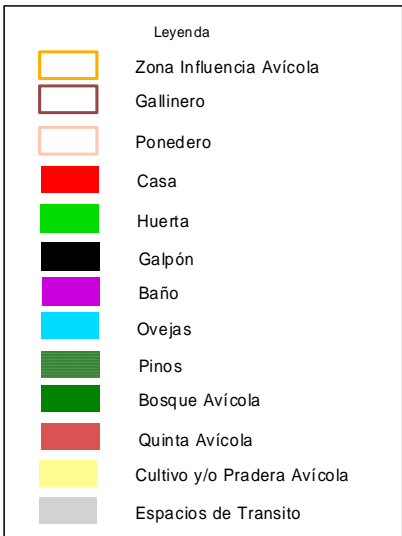 Leyenda
Zona Influencia Avícola
Gallinero
Ponedero
Casa
Huerta
Galpón
Baño
Ovejas
Pinos
Bosque Avícola
Quinta Avícola
Cultivo y/o Pradera Avícola
Espacios de Transito